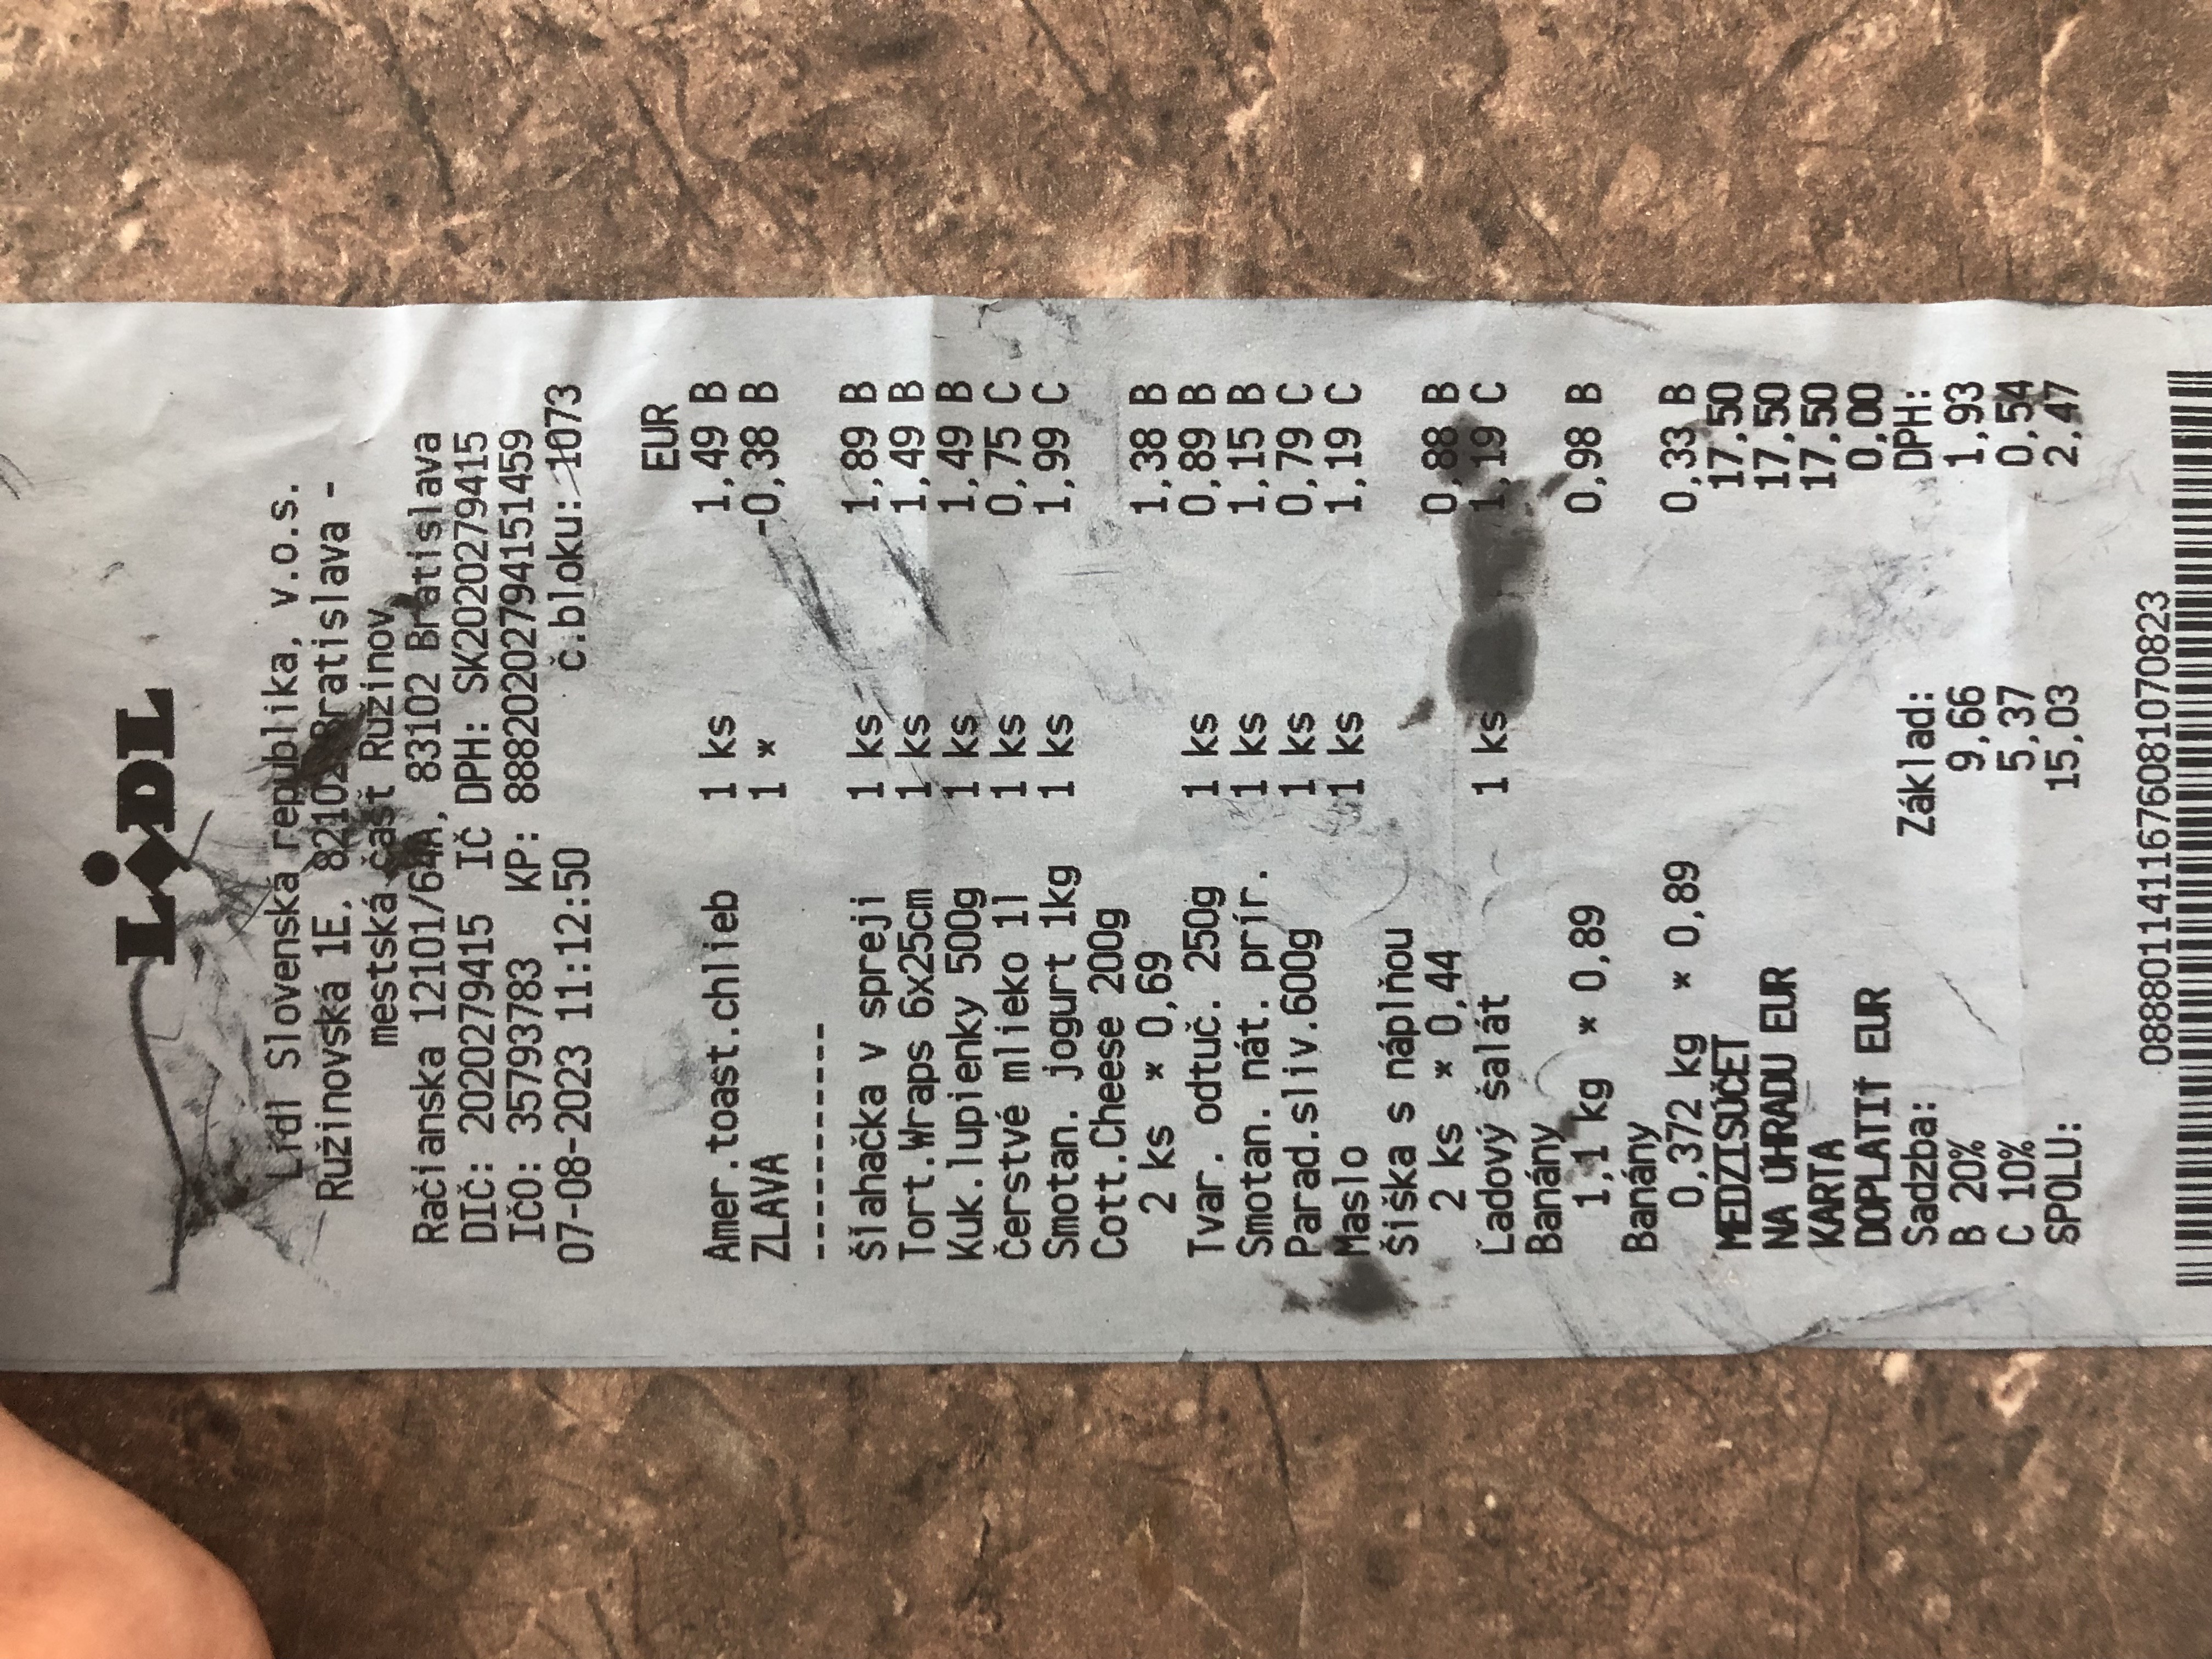 LIDL
Lidl Slovenská republika, v.o.s.
Ružinovská 1E, 82102 Bratislava -
mestská časť Ružinov
Račianska 12101/64A, 83102 Bratislava
DIČ: 2020279415 IČ DPH: SK2020279415
IČO: 35793783 KP: 88820202794151459
07-08-2023 11:12:50 č.bloku: 1073
EUR
Amer.toast.chlieb 1 ks 1,49 B
ZĽAVA 1 * -0,38 B
-----------
Šľahačka v spreji 1 ks 1,89 B
Tort.Wraps 6x25cm 1 ks 1,49 B
Kuk.lupienky 500g 1 ks 1,49 B
Čerstvé mlieko 1l 1 ks 0,75 C
Smotan. jogurt 1kg 1 ks 1,99 C
Cott.Cheese 200g
2 ks * 0,69 1,38 B
Tvar. odtuč. 250g 1 ks 0,89 B
Smotan. nát. prír. 1 ks 1,15 B
Parad.sliv.600g 1 ks 0,79 C
Maslo 1 ks 1,19 C
Šiška s náplňou
2 ks * 0,44 0,88 B
Ľadový šalát 1 ks 1,19 C
Banány
1,1 kg * 0,89 0,98 B
Banány
0,372 kg * 0,89 0,33 B
MEDZISÚČET 17,50
NA ÚHRADU EUR 17,50
KARTA 17,50
DOPLATIŤ EUR 0,00
Sadzba: Základ: DPH:
B 20% 9,66 1,93
C 10% 5,37 0,54
SPOLU: 15,03 2,47
0888011411676081070823